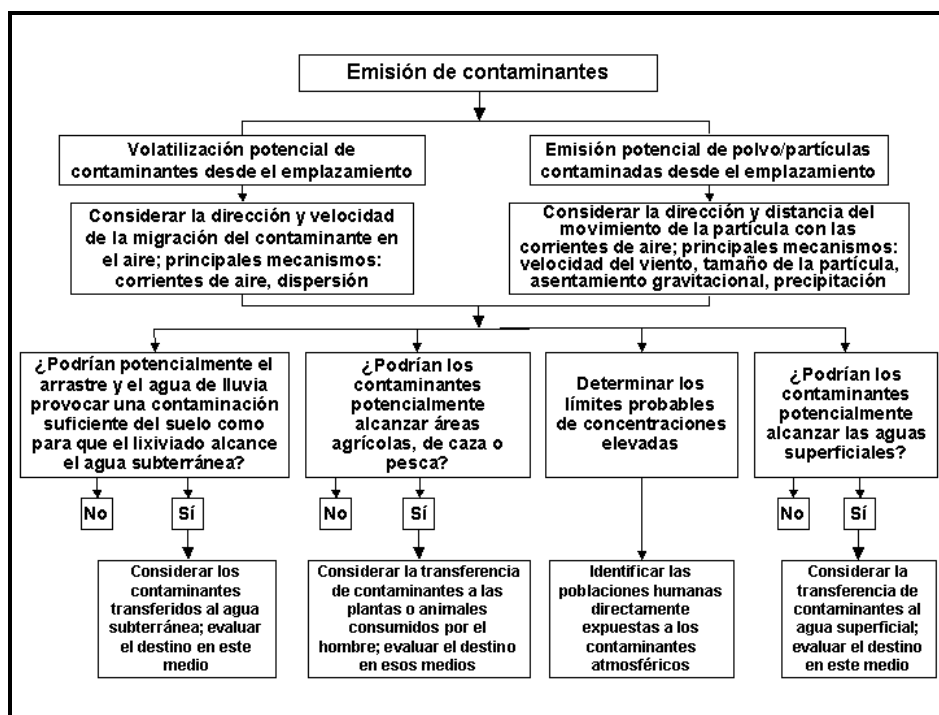 Emisión de contaminantes
Volatilización potencial de
contaminantes desde el emplazamiento
Emisión potencial de polvo/partículas
contaminadas desde el emplazamiento
Considerar la dirección y velocidad
de la migración del contaminante en
el aire; principales mecanismos:
corrientes de aire, dispersión
Considerar la dirección y distancia del
movimiento de la partícula con las
corrientes de aire; principales mecanismos:
velocidad del viento, tamaño de la partícula,
asentamiento gravitacional, precipitación
¿Podrían potencialmente el
arrastre y el agua de lluvia
provocar una contaminación
suficiente del suelo como
para que el lixiviado alcance
el agua subterránea?
¿Podrían los
contaminantes
potencialmente
alcanzar áreas
agrícolas, de caza o
pesca?
Determinar los
límites probables
de concentraciones
elevadas
¿Podrían los
contaminantes
potencialmente
alcanzar las aguas
superficiales?
No
Sí
No
Sí
No
Sí
Considerar los
contaminantes
transferidos al agua
subterránea; evaluar
el destino en este
medio
Considerar la transferencia
de contaminantes a las
plantas o animales
consumidos por el
hombre; evaluar el destino
en esos medios
Identificar las
poblaciones humanas
directamente
expuestas a los
contaminantes
atmosféricos
Considerar la
transferencia de
contaminantes al
agua superficial;
evaluar el destino
en este medio